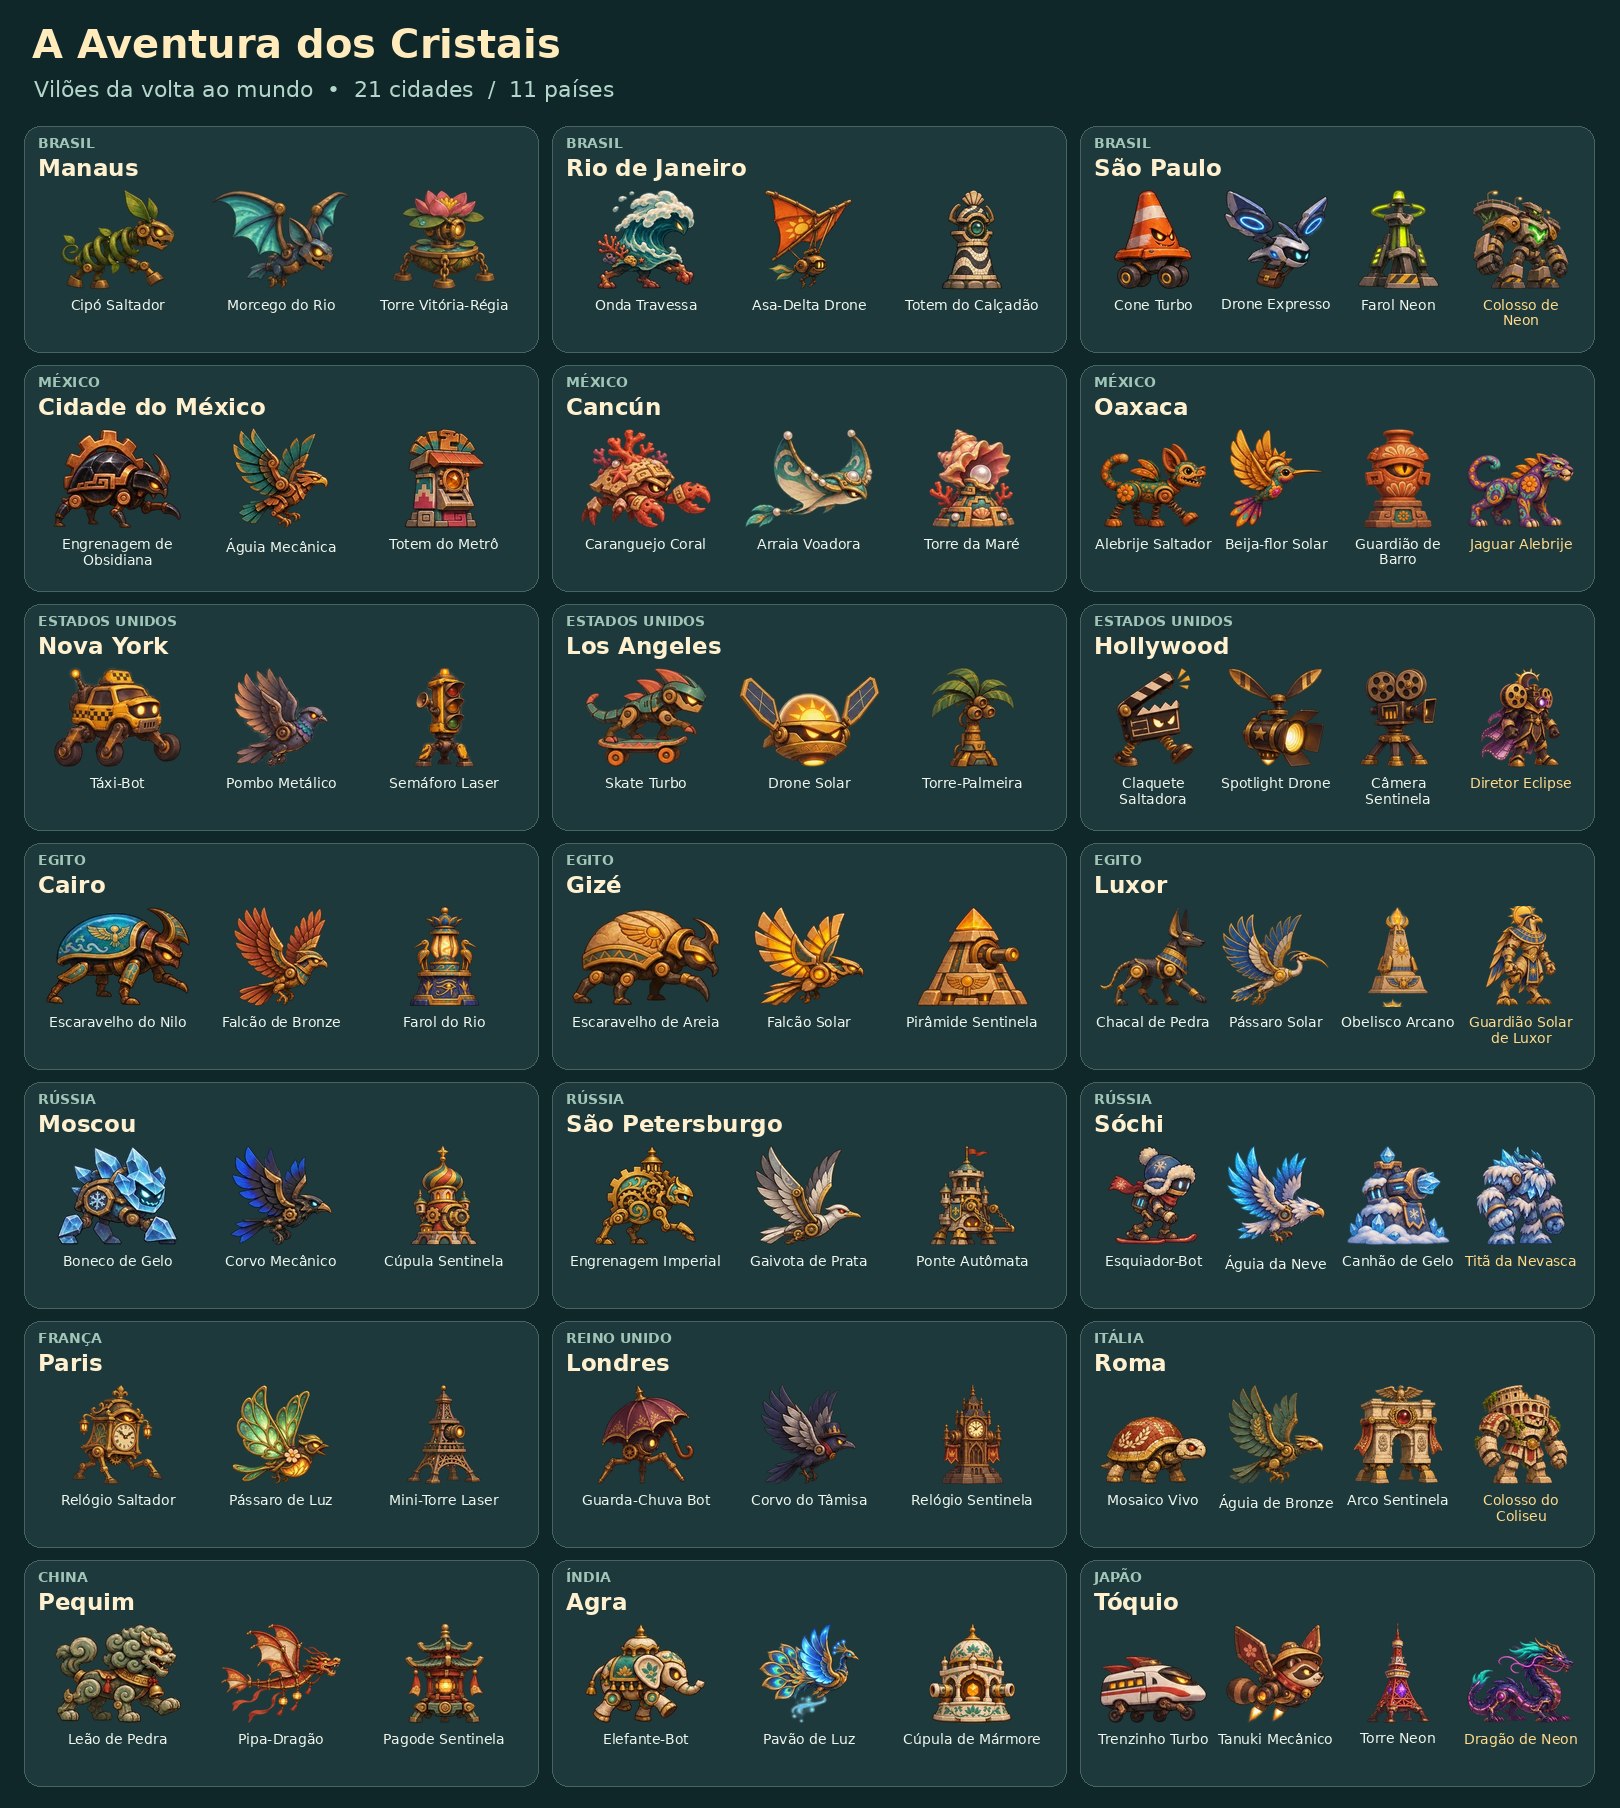 A Aventura dos Cristais
Vilões da volta ao mundo • 21 cidades / 11 países
BRASIL
Manaus
Cipó Saltador
Morcego do Rio
Torre Vitória-Régia
BRASIL
Rio de Janeiro
Onda Travessa
Asa-Delta Drone
Totem do Calçadão
BRASIL
São Paulo
Cone Turbo
Drone Expresso
Farol Neon
Colosso de
Neon
MÉXICO
Cidade do México
Engrenagem de
Obsidiana
Águia Mecânica
Totem do Metrô
MÉXICO
Cancún
Caranguejo Coral
Arraia Voadora
Torre da Maré
MÉXICO
Oaxaca
Alebrije Saltador
Beija-flor Solar
Guardião de
Barro
Jaguar Alebrije
ESTADOS UNIDOS
Nova York
Táxi-Bot
Pombo Metálico
Semáforo Laser
ESTADOS UNIDOS
Los Angeles
Skate Turbo
Drone Solar
Torre-Palmeira
ESTADOS UNIDOS
Hollywood
Claquete
Saltadora
Spotlight Drone
Câmera
Sentinela
Diretor Eclipse
EGITO
Cairo
Escaravelho do Nilo
Falcão de Bronze
Farol do Rio
EGITO
Gizé
Escaravelho de Areia
Falcão Solar
Pirâmide Sentinela
EGITO
Luxor
Chacal de Pedra
Pássaro Solar
Obelisco Arcano
Guardião Solar
de Luxor
RÚSSIA
Moscou
Boneco de Gelo
Corvo Mecânico
Cúpula Sentinela
RÚSSIA
São Petersburgo
Engrenagem Imperial
Gaivota de Prata
Ponte Autômata
RÚSSIA
Sóchi
Esquiador-Bot
Águia da Neve
Canhão de Gelo
Titã da Nevasca
FRANÇA
Paris
Relógio Saltador
Pássaro de Luz
Mini-Torre Laser
REINO UNIDO
Londres
Guarda-Chuva Bot
Corvo do Tâmisa
Relógio Sentinela
ITÁLIA
Roma
Mosaico Vivo
Águia de Bronze
Arco Sentinela
Colosso do
Coliseu
CHINA
Pequim
Leão de Pedra
Pipa-Dragão
Pagode Sentinela
ÍNDIA
Agra
Elefante-Bot
Pavão de Luz
Cúpula de Mármore
JAPÃO
Tóquio
Trenzinho Turbo
Tanuki Mecânico
Torre Neon
Dragão de Neon